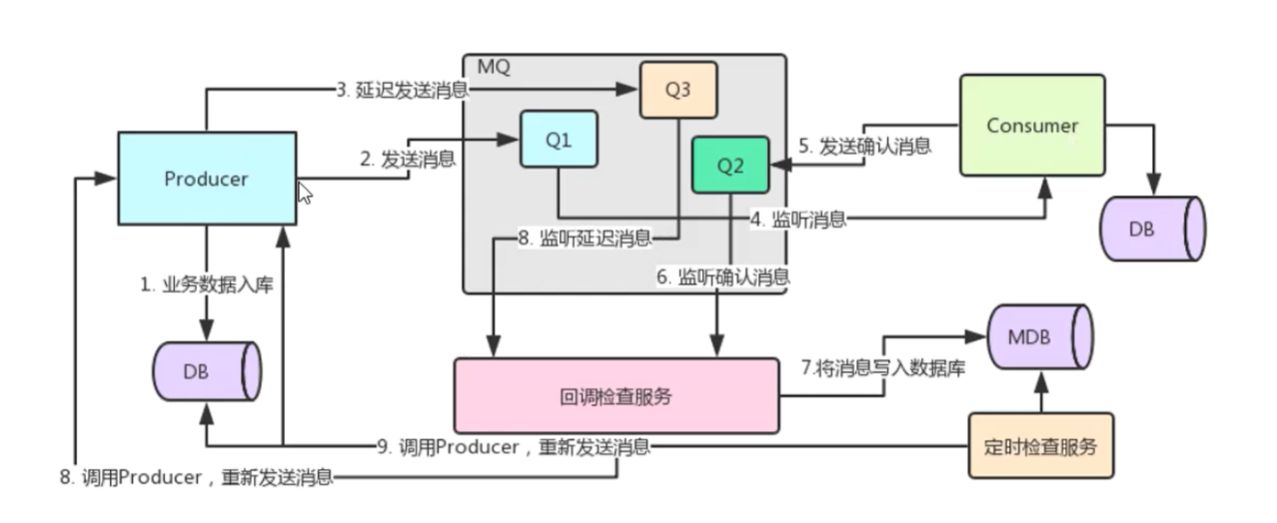 MQ
3. 延迟发送消息
Q3
Q1
Consumer
2. 发送消息
5. 发送确认消息
Q2
Producer
4. 监听消息
DB
8. 监听延迟消息
6. 监听确认消息
1. 业务数据入库
MDB
DB
7.将消息写入数据库
回调检查服务
9. 调用Producer，重新发送消息
定时检查服务
8. 调用Producer，重新发送消息